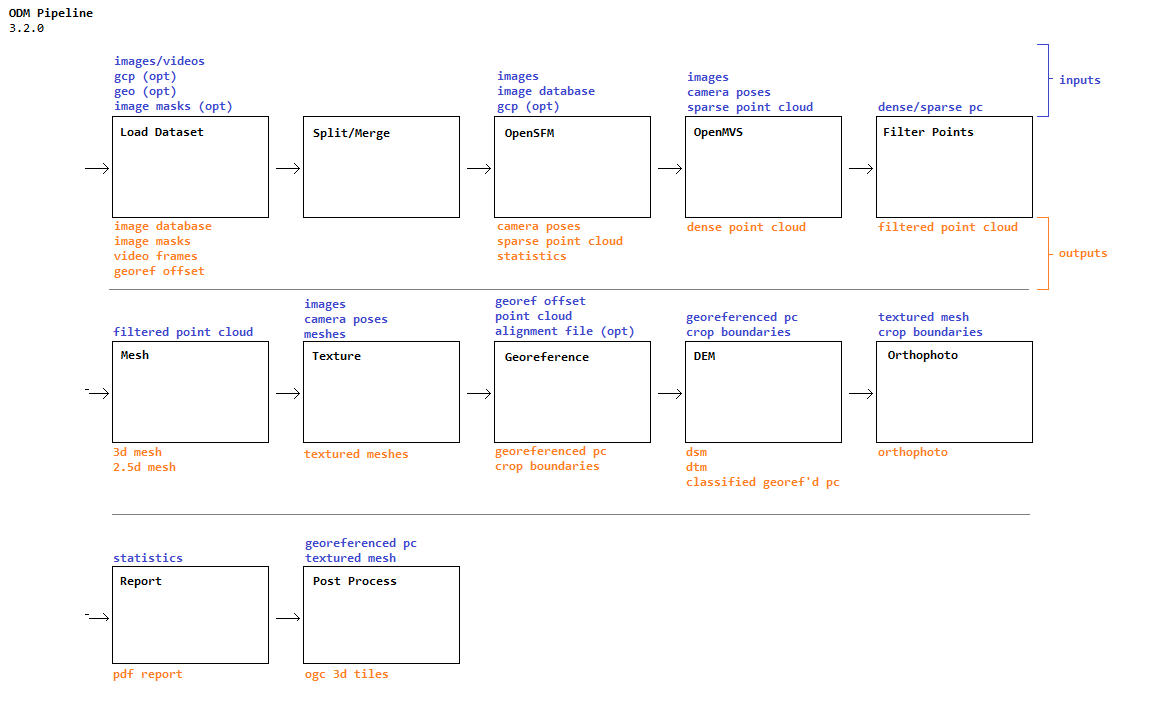 ODM Pipeline
3.2.0
images/videos
gcp (opt)
geo (opt)
image masks (opt)
Load Dataset
image database
image masks
video frames
georef offset
Split/Merge
images
image database
gcp (opt)
OpenSFM
camera poses
sparse point cloud
statistics
images
camera poses
sparse point cloud
OpenMVS
dense point cloud
dense/sparse pc
Filter Points
filtered point cloud
inputs
outputs
filtered point cloud
Mesh
3d mesh
2.5d mesh
images
camera poses
meshes
Texture
textured meshes
georef offset
point cloud
alignment file (opt)
Georeference
georeferenced pc
crop boundaries
georeferenced pc
crop boundaries
DEM
dsm
dtm
classified georef'd pc
textured mesh
crop boundaries
Orthophoto
orthophoto
statistics
Report
pdf report
georeferenced pc
textured mesh
Post Process
ogc 3d tiles